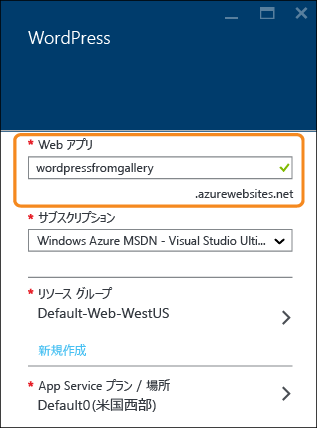 WordPress
* Web アプリ
wordpressfromgallery
.azurewebsites.net
* サブスクリプション
Windows Azure MSDN - Visual Studio Ulti...
* リソース グループ
Default-Web-WestUS
新規作成
* App Service プラン / 場所
Default0(米国西部)